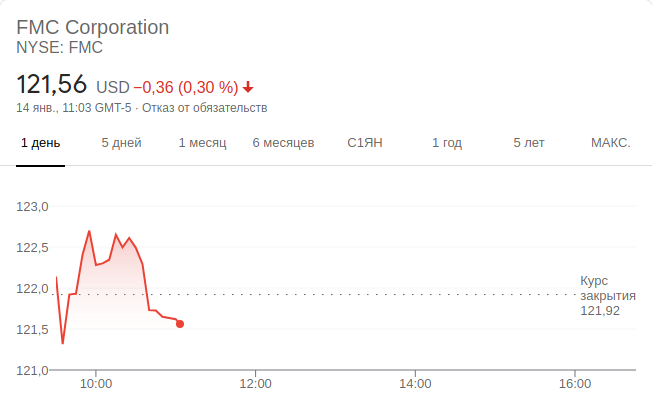 FMC Corporation
NYSE: FMC
121,56 USD −0,36 (0,30 %)
14 янв., 11:03 GMT-5 · Отказ от обязательств
1 день 5 дней 1 месяц 6 месяцев С1ЯН 1 год 5 лет МАКС.
123,0
122,5
122,0
121,5
121,0
Курс
закрытия
121,92
10:00 12:00 14:00 16:00